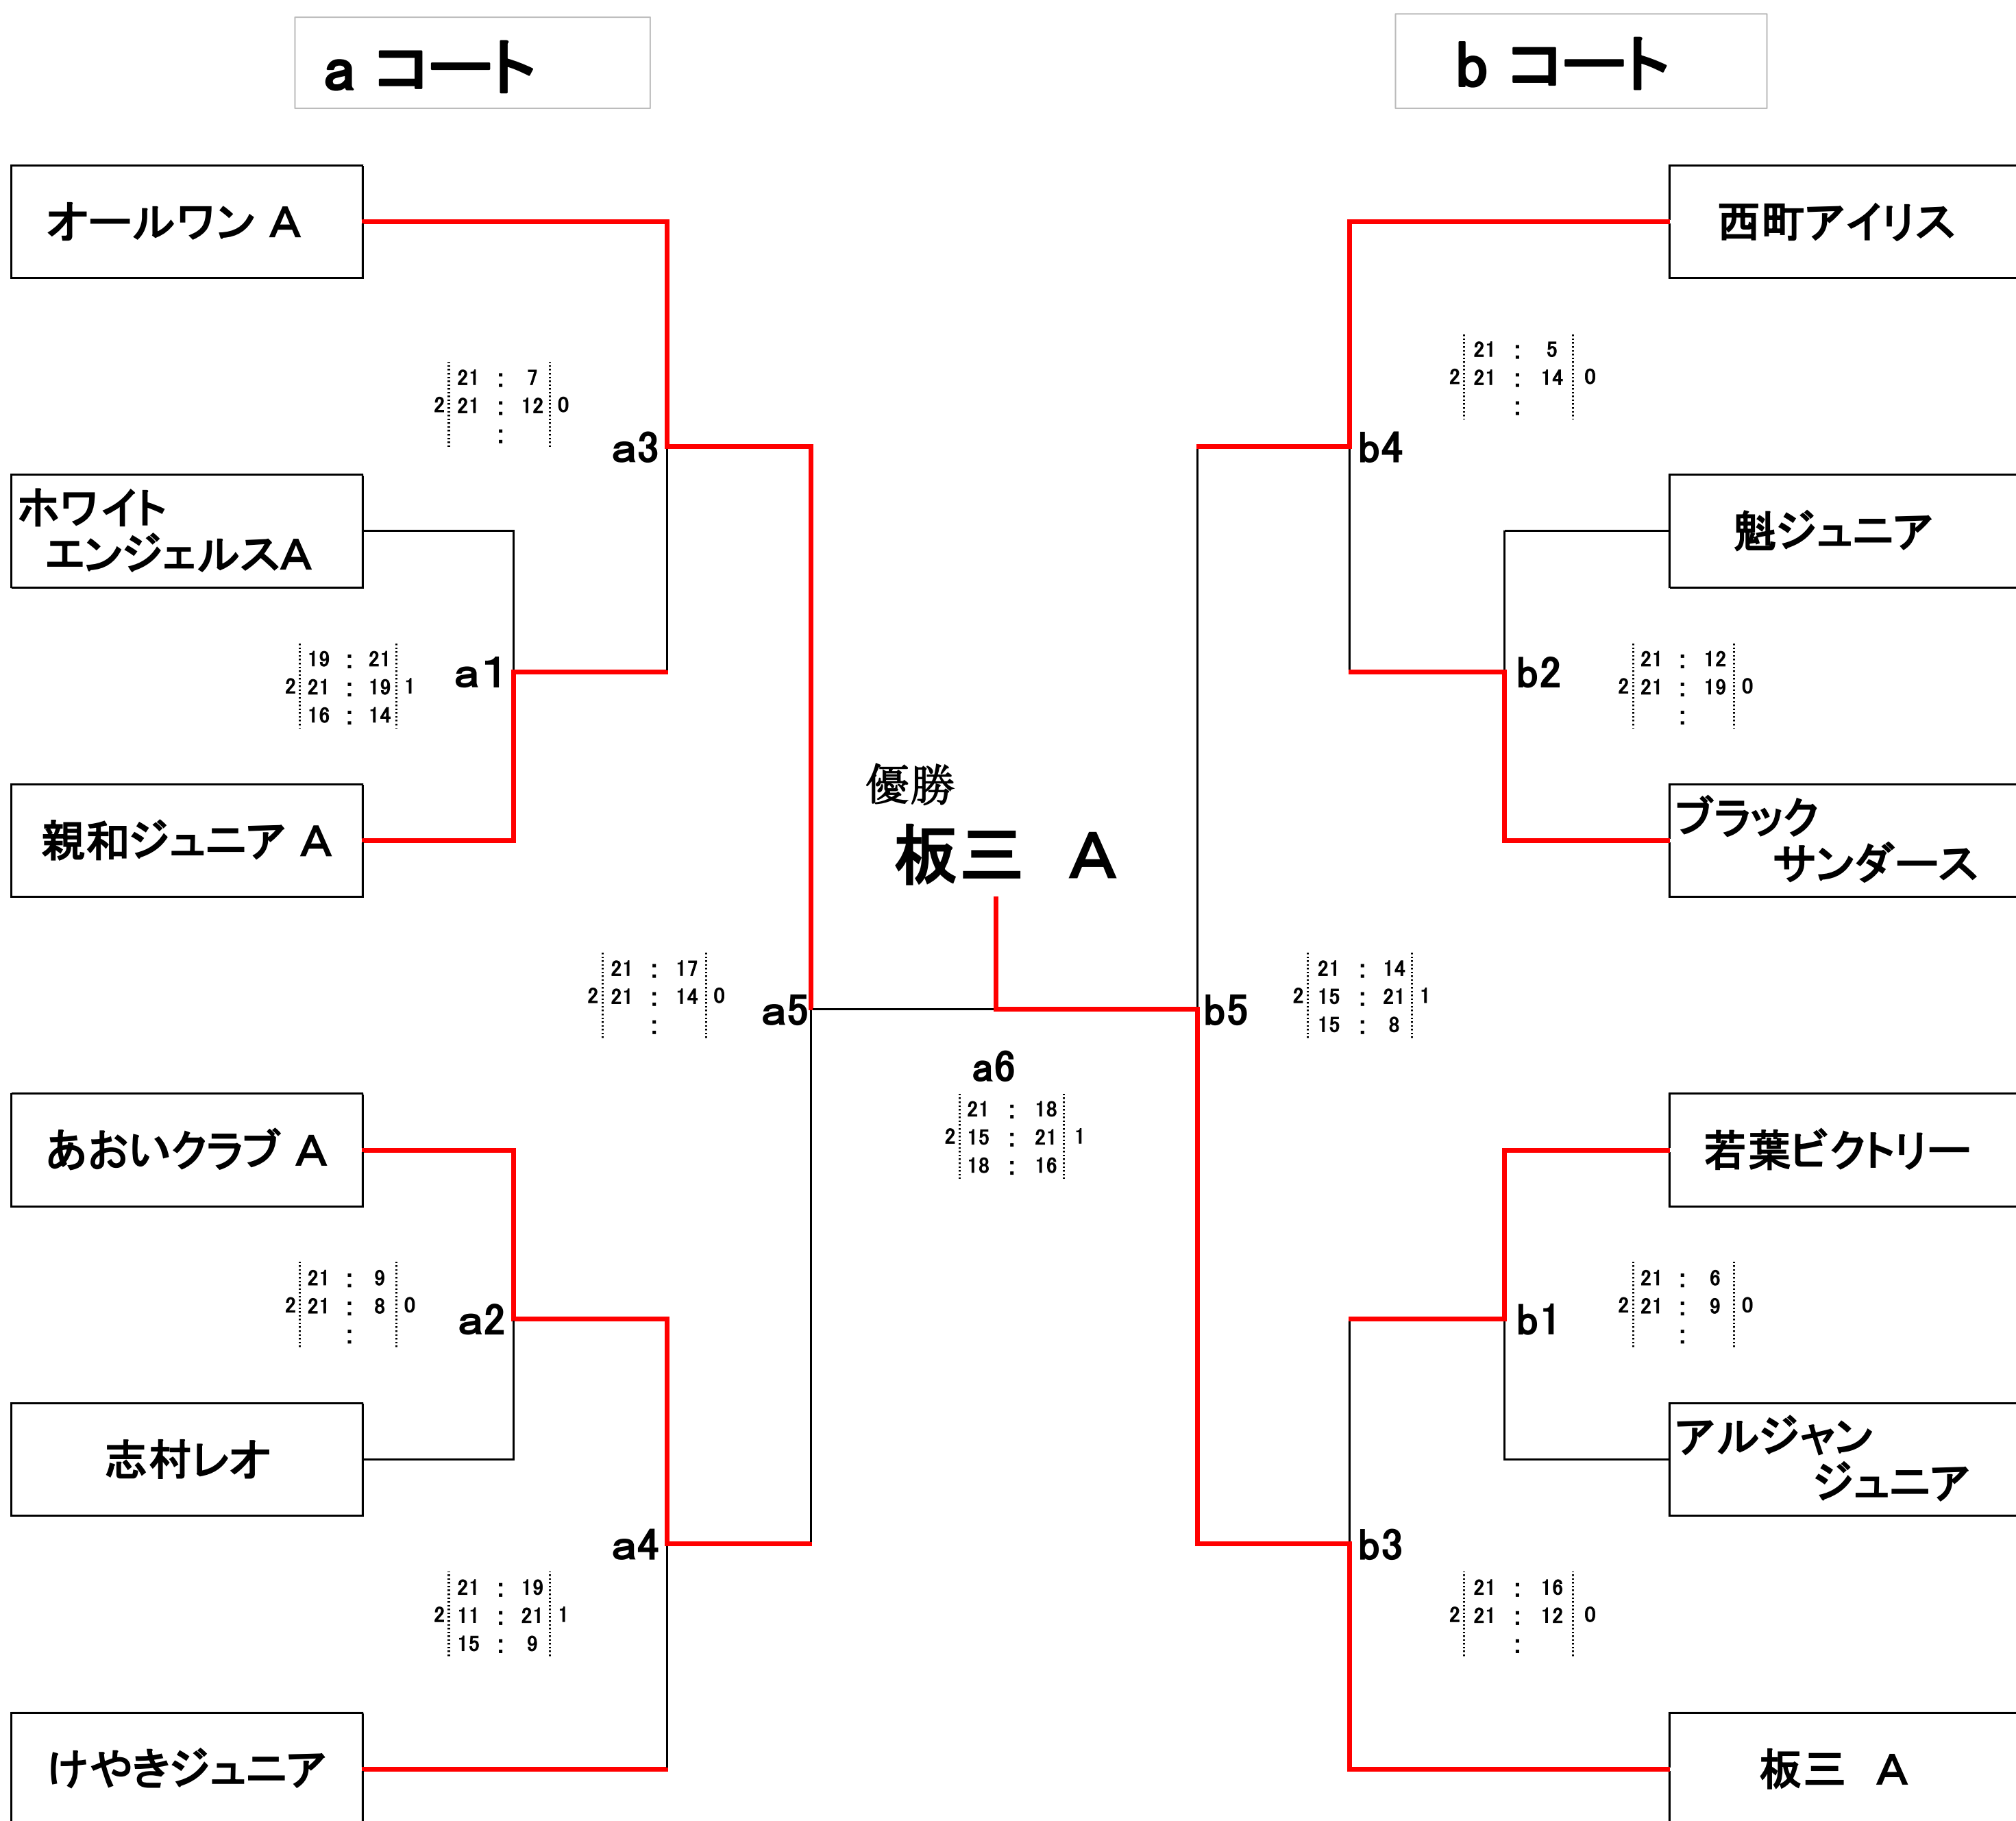 a コート
b コート
オールワン A
西町アイリス
21 : 5
2 21 : 14 0
:
21 : 7
2 21 : 12 0
:
a3
b4
ホワイト
エンジェルスA
魁ジュニア
19 : 21
2 21 : 19 1
16 : 14
a1
b2
21 : 12
2 21 : 19 0
:
優勝
板三 A
親和ジュニア A
ブラック
サンダース
21 : 17
2 21 : 14 0
:
a5
b5
21 : 14
2 15 : 21 1
15 : 8
a6
21 : 18
2 15 : 21 1
18 : 16
あおいクラブ A
若葉ビクトリー
21 : 9
2 21 : 8 0
:
a2
b1
21 : 6
2 21 : 9 0
:
志村レオ
アルジャン
ジュニア
a4
b3
21 : 19
2 11 : 21 1
15 : 9
21 : 16
2 21 : 12 0
:
けやきジュニア
板三 A